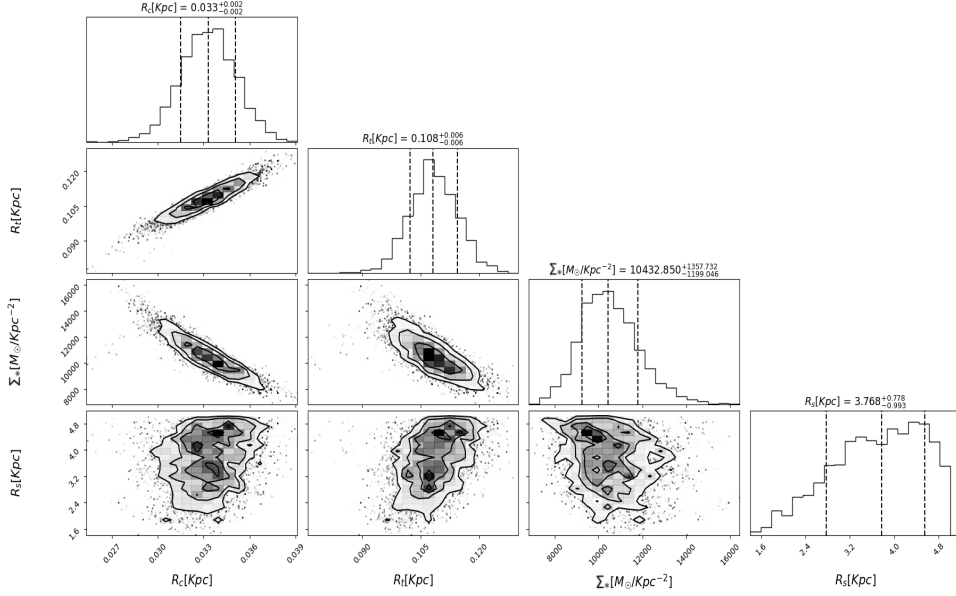 R_c[Kpc] = 0.033^{+0.002}_{-0.002}
R_t[Kpc] = 0.108^{+0.006}_{-0.006}
Σ_*[M_☉/Kpc^{-2}] = 10432.850^{+1357.732}_{-1199.046}
R_s[Kpc] = 3.768^{+0.778}_{-0.993}
R_t[Kpc]
0.120
0.105
0.090
Σ_*[M_☉/Kpc^{-2}]
16000
14000
12000
10000
8000
R_s[Kpc]
4.8
4.0
3.2
2.4
1.6
0.027 0.030 0.033 0.036 0.039
0.090 0.105 0.120
8000 10000 12000 14000 16000
1.6 2.4 3.2 4.0 4.8
R_c[Kpc]
R_t[Kpc]
Σ_*[M_☉/Kpc^{-2}]
R_s[Kpc]